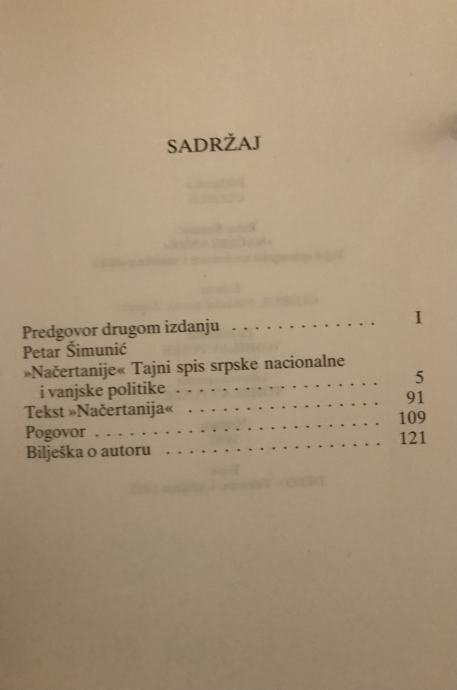 SADRŽAJ
Predgovor drugom izdanju . . . . . . . . . . . . . I
Petar Šimunić
»Načertanije« Tajni spis srpske nacionalne
i vanjske politike . . . . . . . . . . . . . . . . . . 5
Tekst »Načertanija« . . . . . . . . . . . . . . . . . 91
Pogovor . . . . . . . . . . . . . . . . . . . . . . . . . 109
Bilješka o autoru . . . . . . . . . . . . . . . . . . . 121